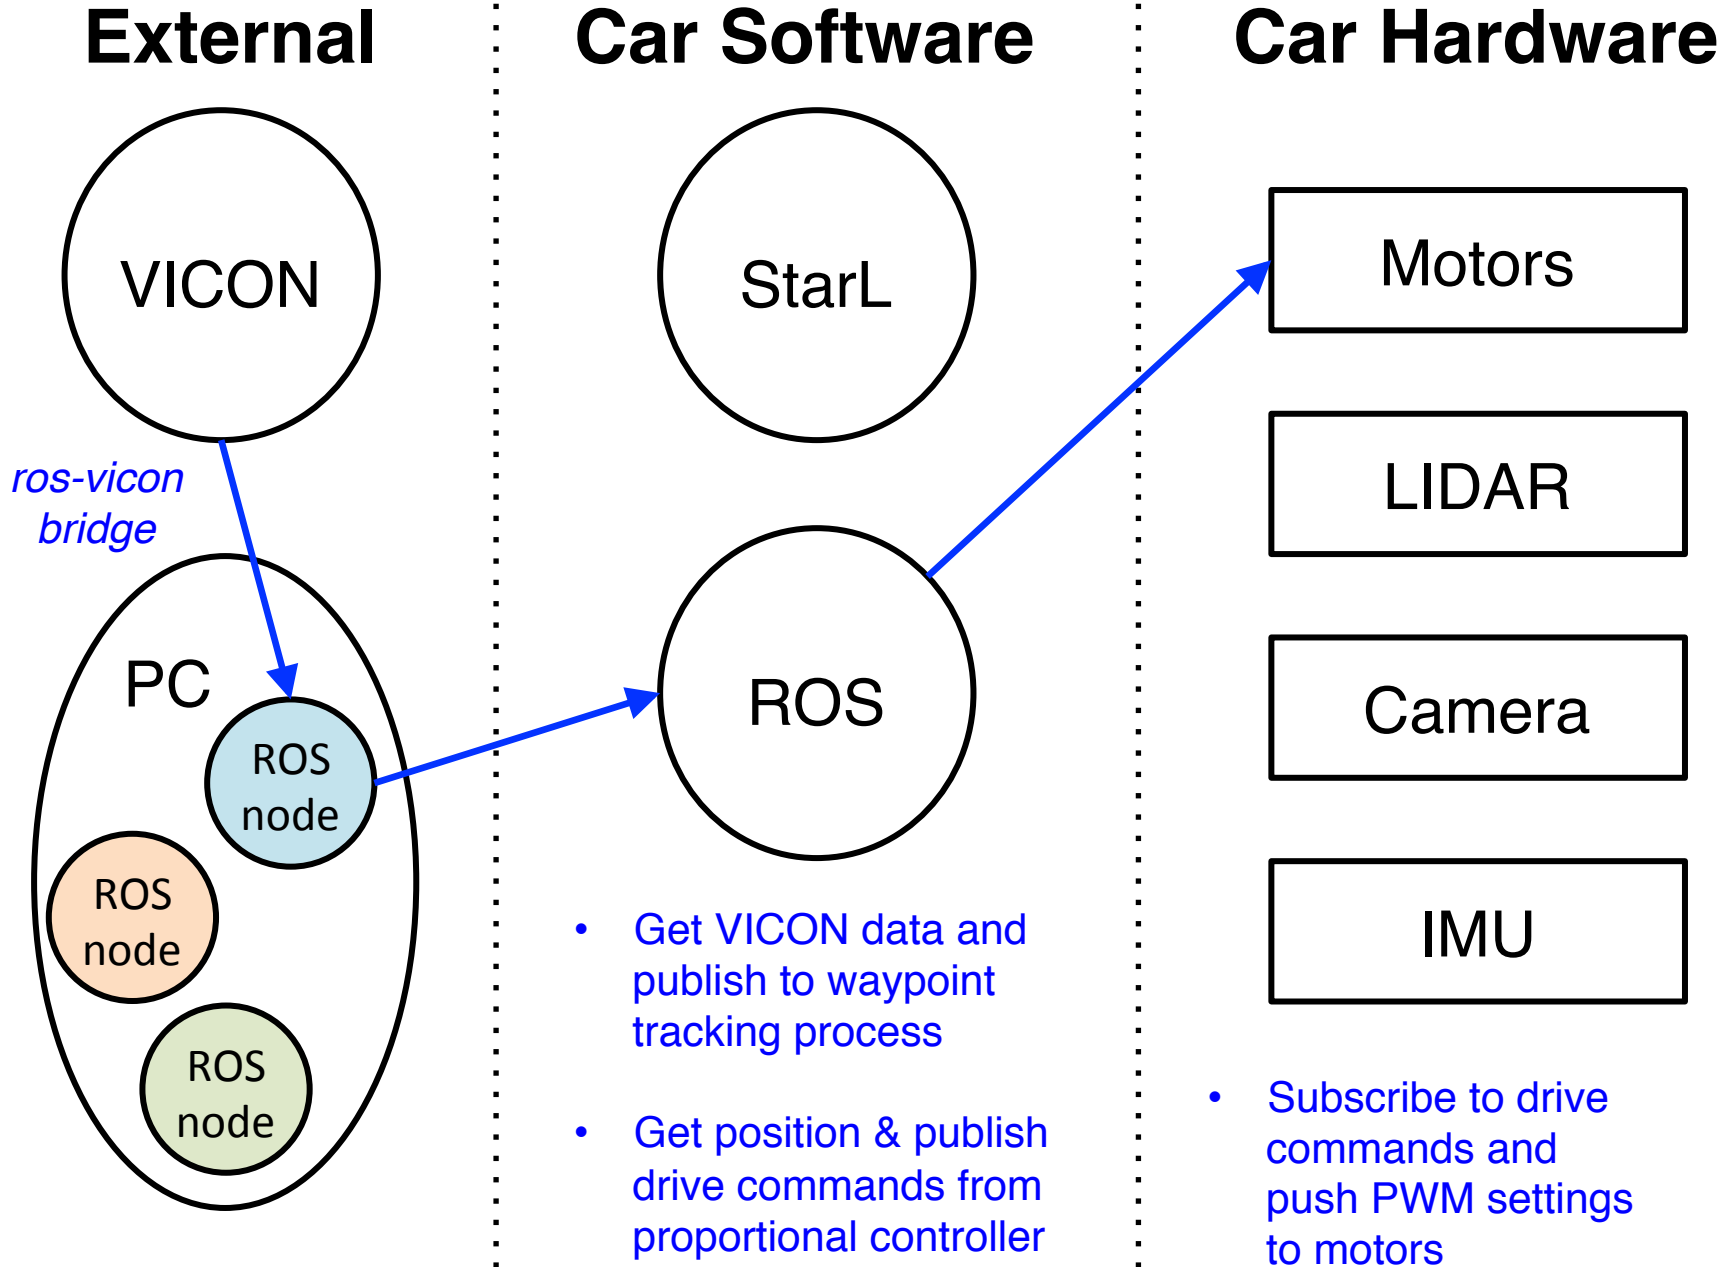 External
Car Software
Car Hardware
VICON
StarL
Motors
ros-vicon
bridge
LIDAR
PC
ROS
node
ROS
node
ROS
node
ROS
Camera
IMU
• Get VICON data and
publish to waypoint
tracking process
• Get position & publish
drive commands from
proportional controller
• Subscribe to drive
commands and
push PWM settings
to motors